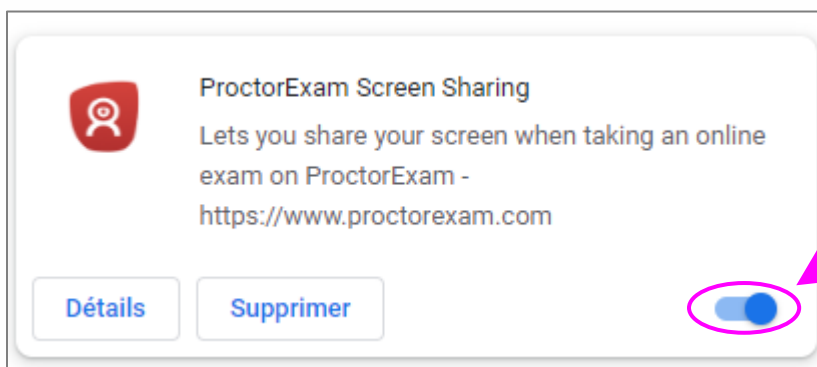 ProctorExam Screen Sharing
Lets you share your screen when taking an online
exam on ProctorExam -
https://www.proctorexam.com
Détails Supprimer